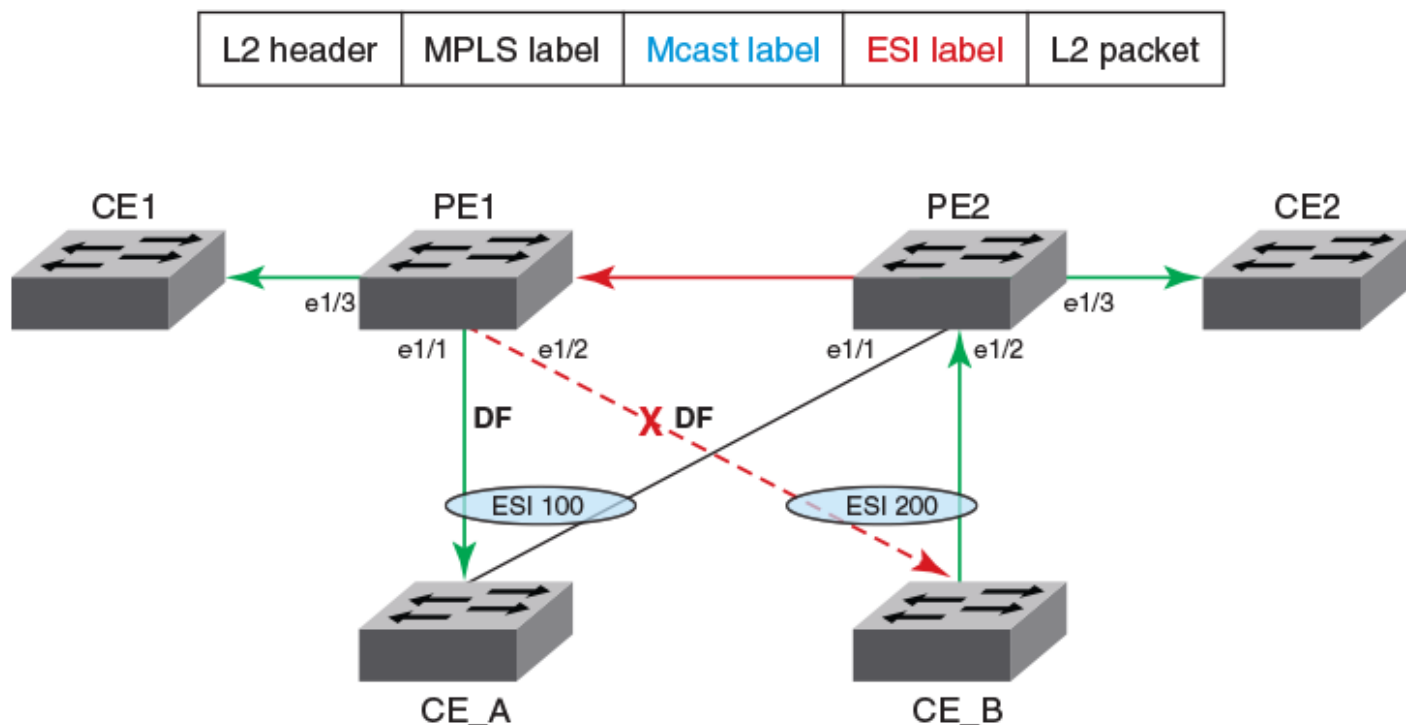 L2 header MPLS label Mcast label ESI label L2 packet
CE1 PE1 PE2 CE2
e1/3 e1/3
e1/1 e1/2 e1/1 e1/2
DF X DF
ESI 100 ESI 200
CE_A CE_B